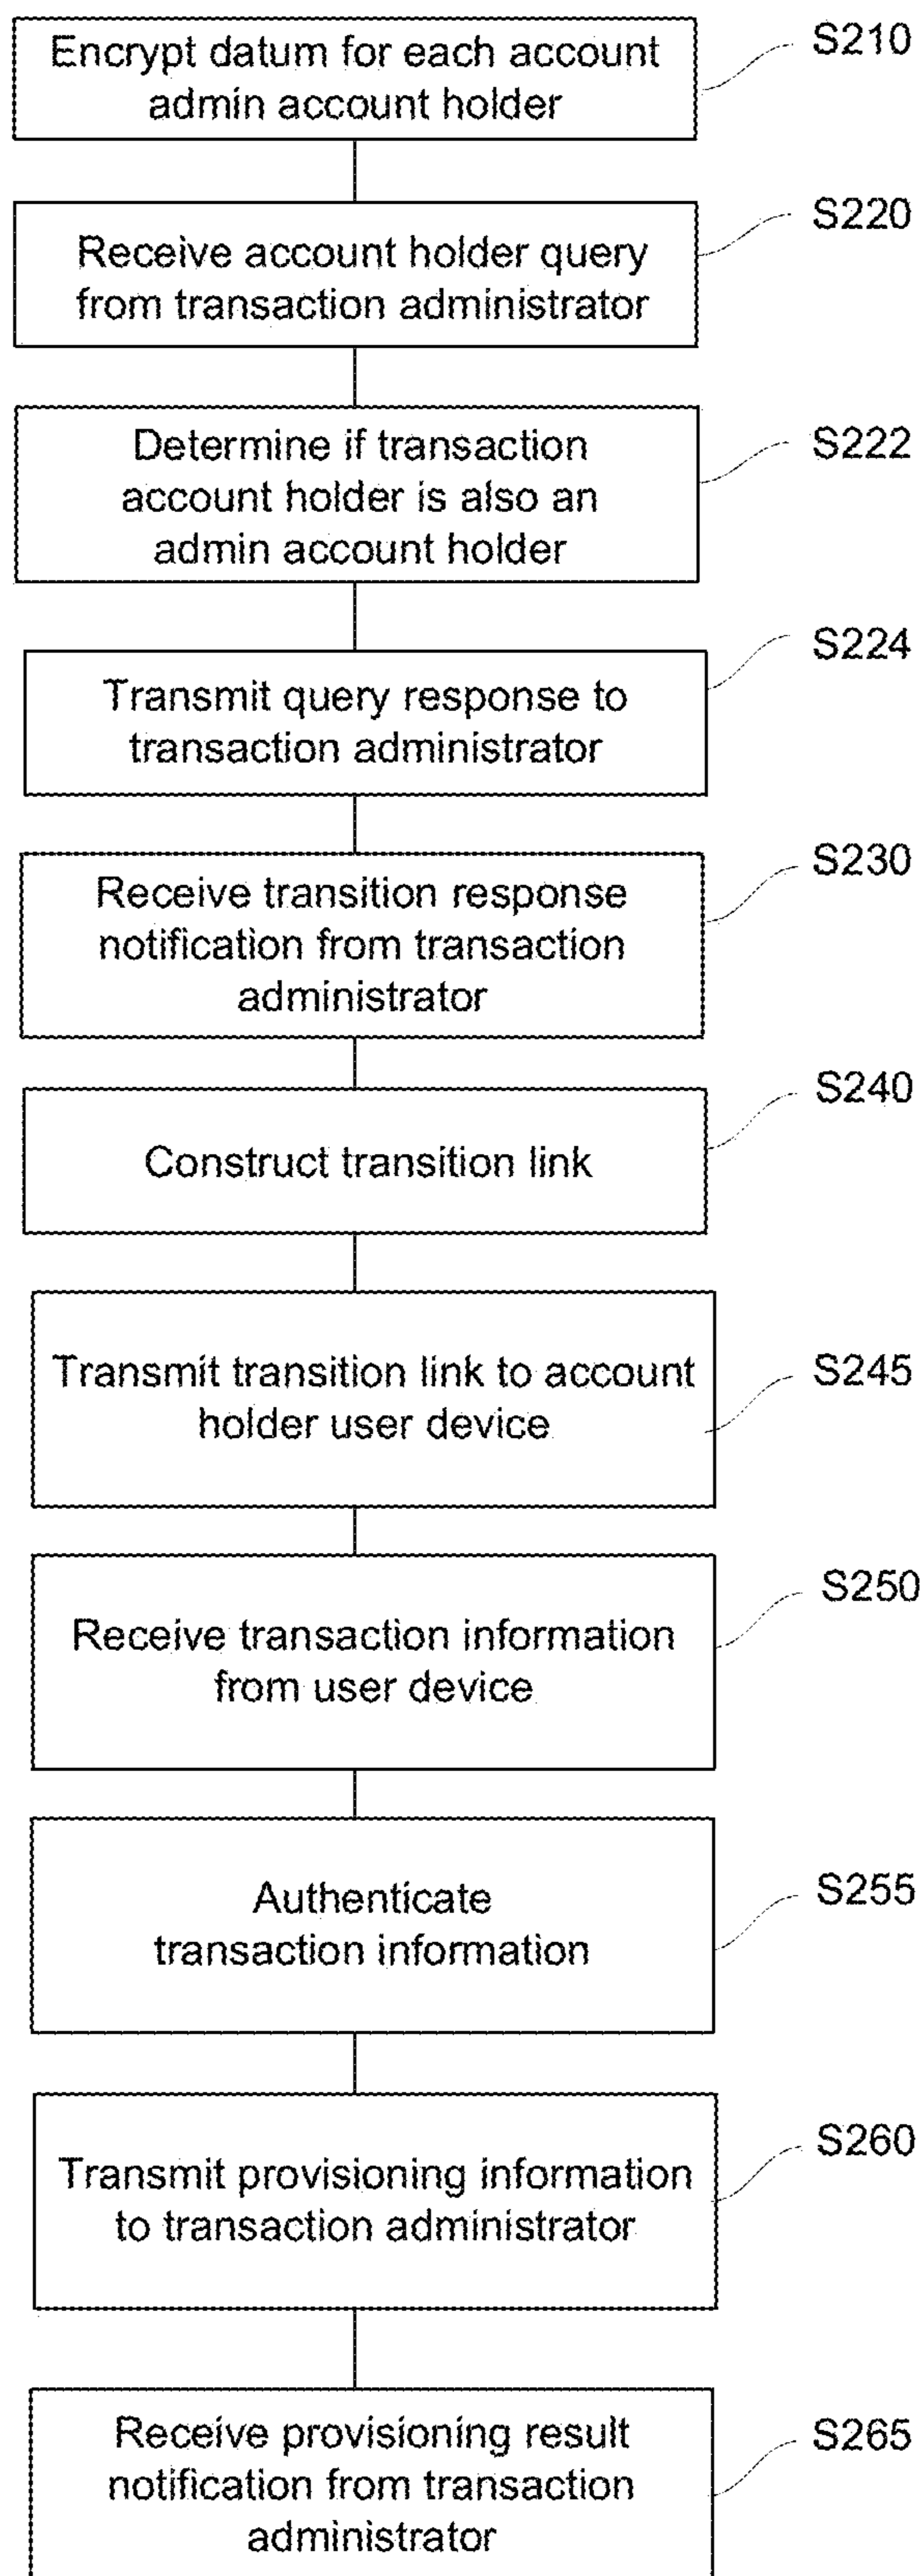 Encrypt datum for each account
admin account holder
S210
Receive account holder query
from transaction administrator
S220
Determine if transaction
account holder is also an
admin account holder
S222
Transmit query response to
transaction administrator
S224
Receive transition response
notification from transaction
administrator
S230
Construct transition link
S240
Transmit transition link to account
holder user device
S245
Receive transaction information
from user device
S250
Authenticate
transaction information
S255
Transmit provisioning information
to transaction administrator
S260
Receive provisioning result
notification from transaction
administrator
S265